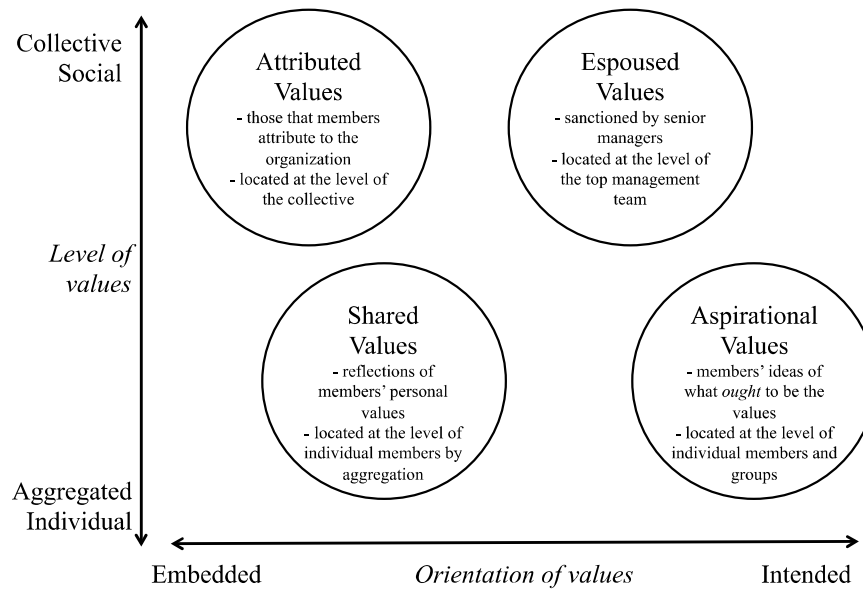 Collective
Social
Attributed
Values
- those that members
attribute to the
organization
- located at the level of
the collective
Espoused
Values
- sanctioned by senior
managers
- located at the level of
the top management
team
Level of
values
Shared
Values
- reflections of
members’ personal
values
- located at the level of
individual members by
aggregation
Aspirational
Values
- members’ ideas of
what ought to be the
values
- located at the level of
individual members and
groups
Aggregated
Individual
Embedded
Orientation of values
Intended